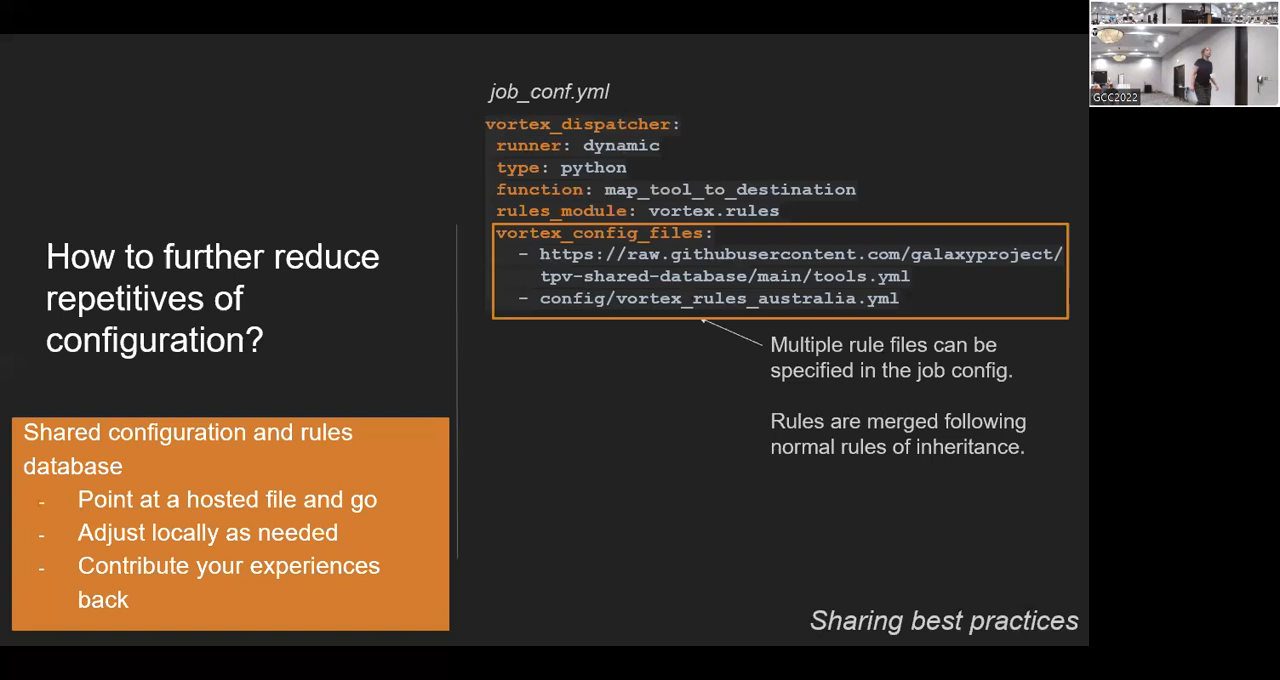 How to further reduce
repetitives of
configuration?
Shared configuration and rules
database
- Point at a hosted file and go
- Adjust locally as needed
- Contribute your experiences
back
job_conf.yml
vortex_dispatcher:
runner: dynamic
type: python
function: map_tool_to_destination
rules_module: vortex.rules
vortex_config_files:
- https://raw.githubusercontent.com/galaxyproject/
tpv-shared-database/main/tools.yml
- config/vortex_rules_australia.yml
Multiple rule files can be
specified in the job config.
Rules are merged following
normal rules of inheritance.
Sharing best practices
GCC2022